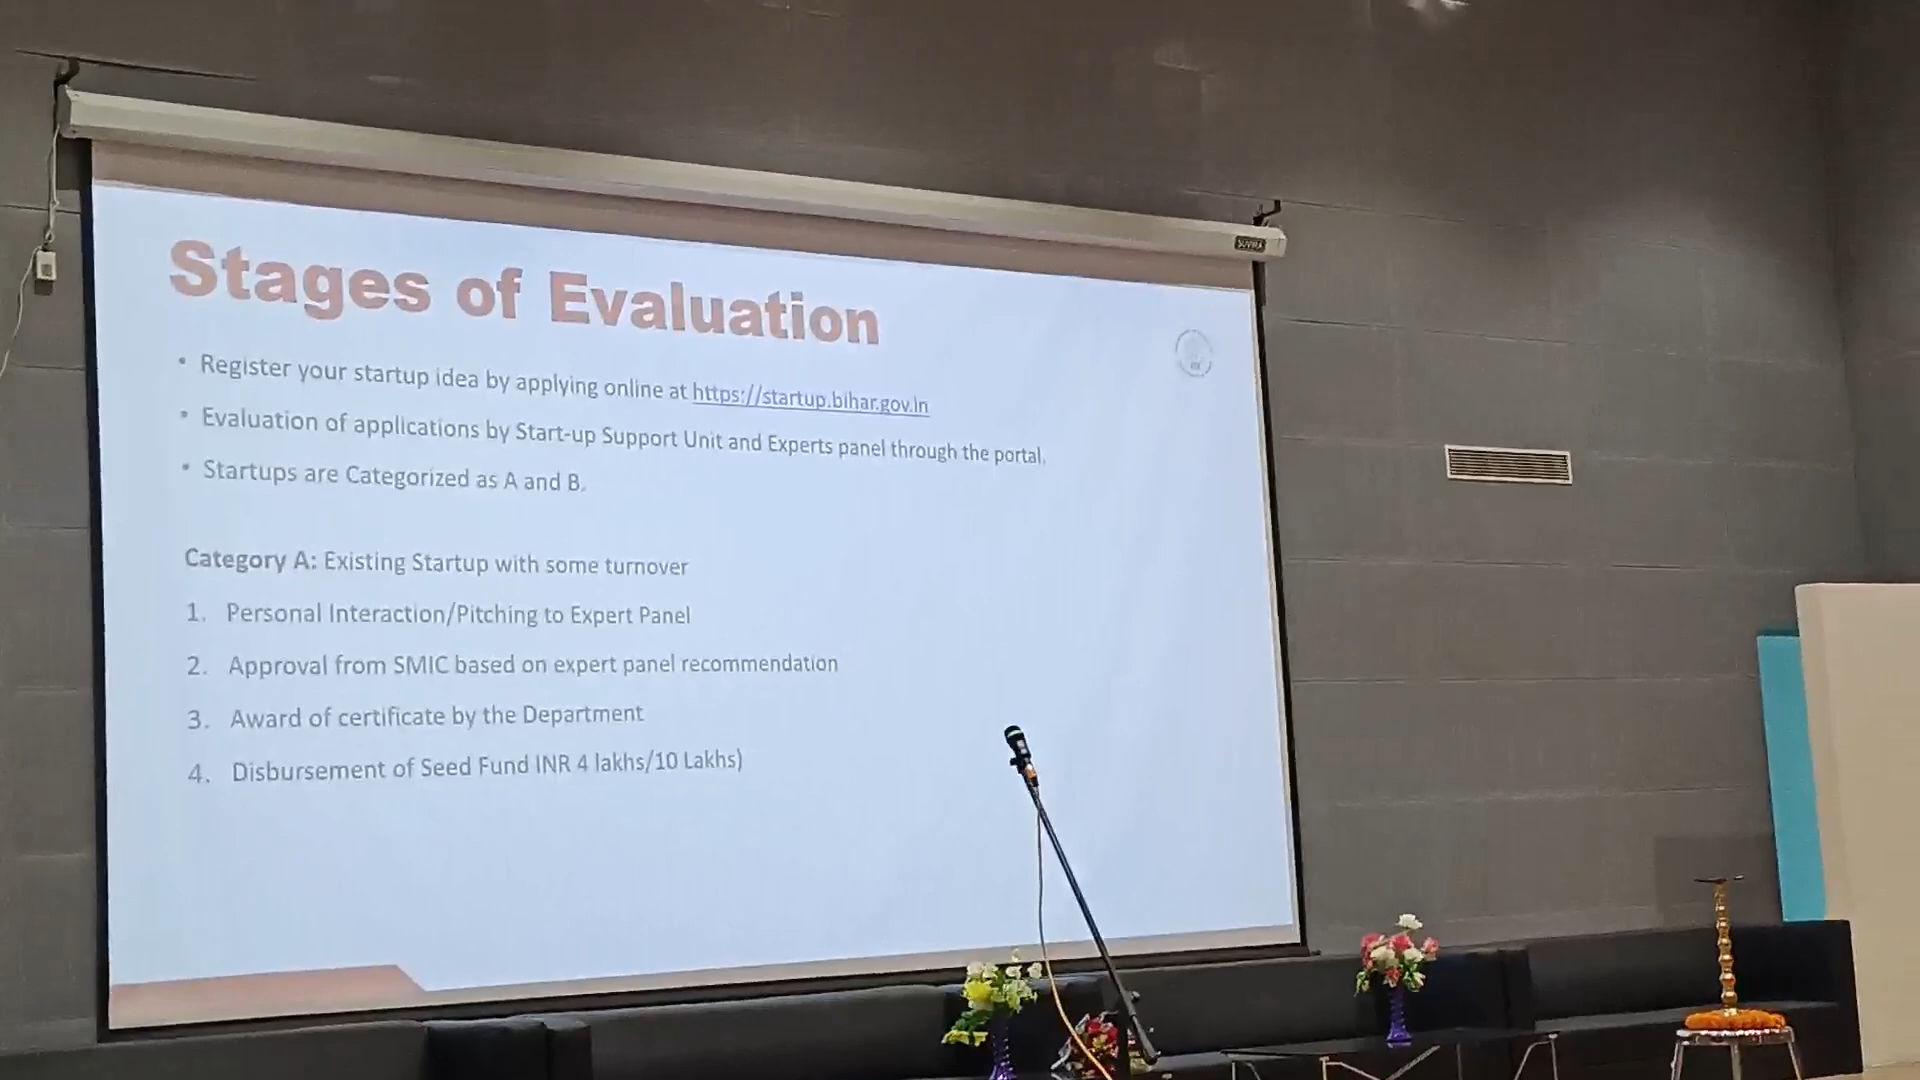 SUVIRA
Stages of Evaluation
• Register your startup idea by applying online at https://startup.bihar.gov.in
• Evaluation of applications by Start-up Support Unit and Experts panel through the portal.
• Startups are Categorized as A and B.
Category A: Existing Startup with some turnover
1. Personal Interaction/Pitching to Expert Panel
2. Approval from SMIC based on expert panel recommendation
3. Award of certificate by the Department
4. Disbursement of Seed Fund INR 4 lakhs/10 Lakhs)